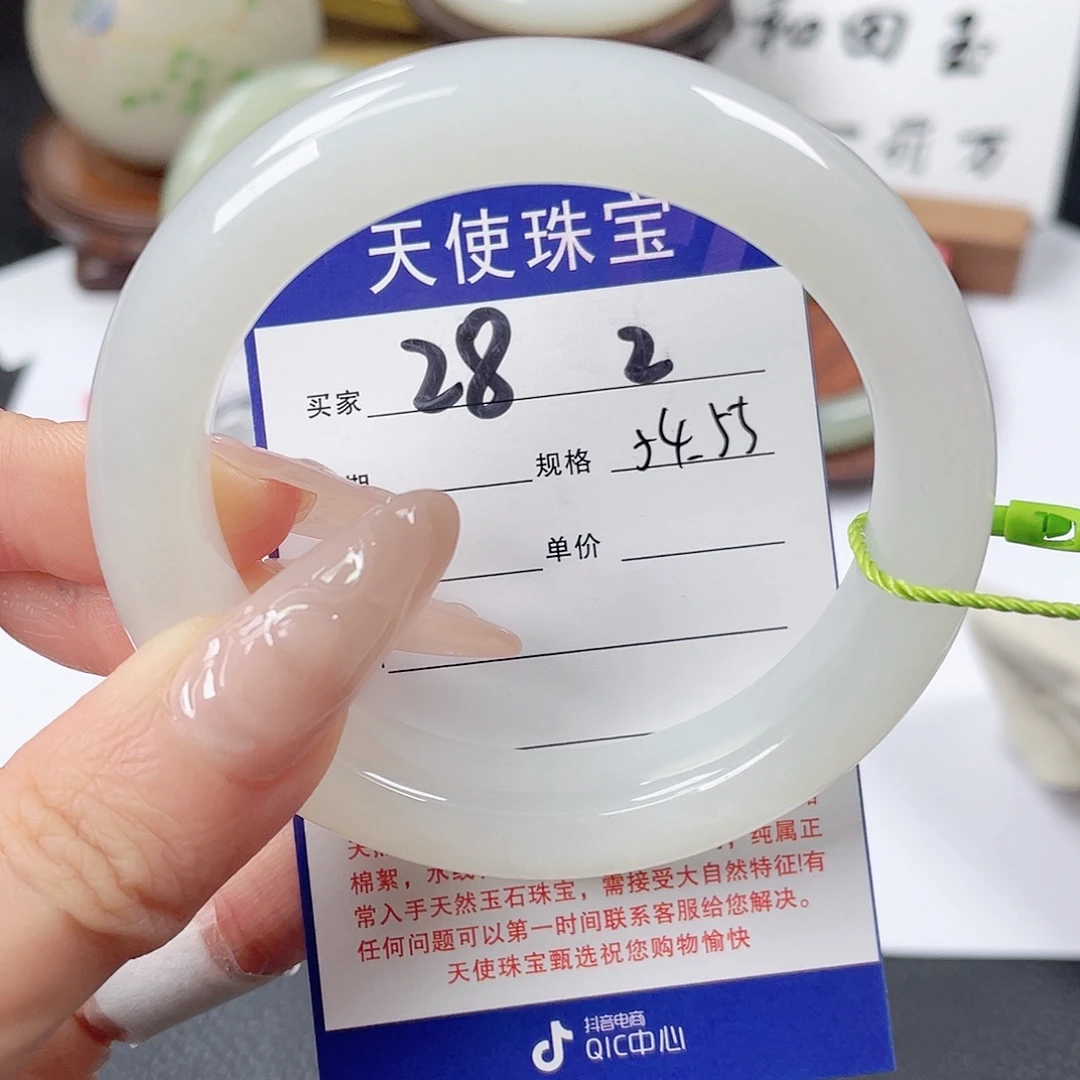 和田玉
万
天使珠宝
买家 28 2
期 规格 54-55
单价
纯属正
棉絮，水线
常入手天然玉石珠宝，需接受大自然特征!有
任何问题可以第一时间联系客服给您解决。
天使珠宝甄选祝您购物愉快
抖音电商
QIC中心